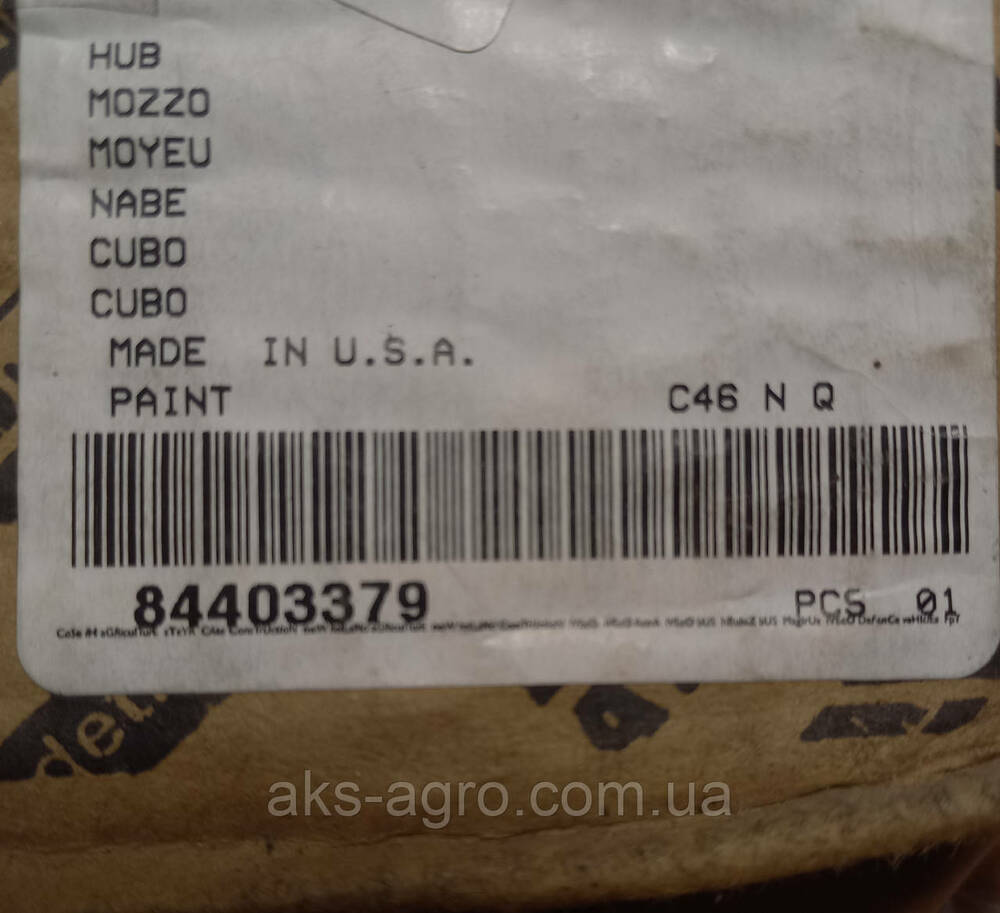 HUB
MOZZO
MOYEU
NABE
CUBO
CUBO
MADE IN U.S.A.
PAINT C46 N Q
84403379 PCS 01
aks-agro.com.ua